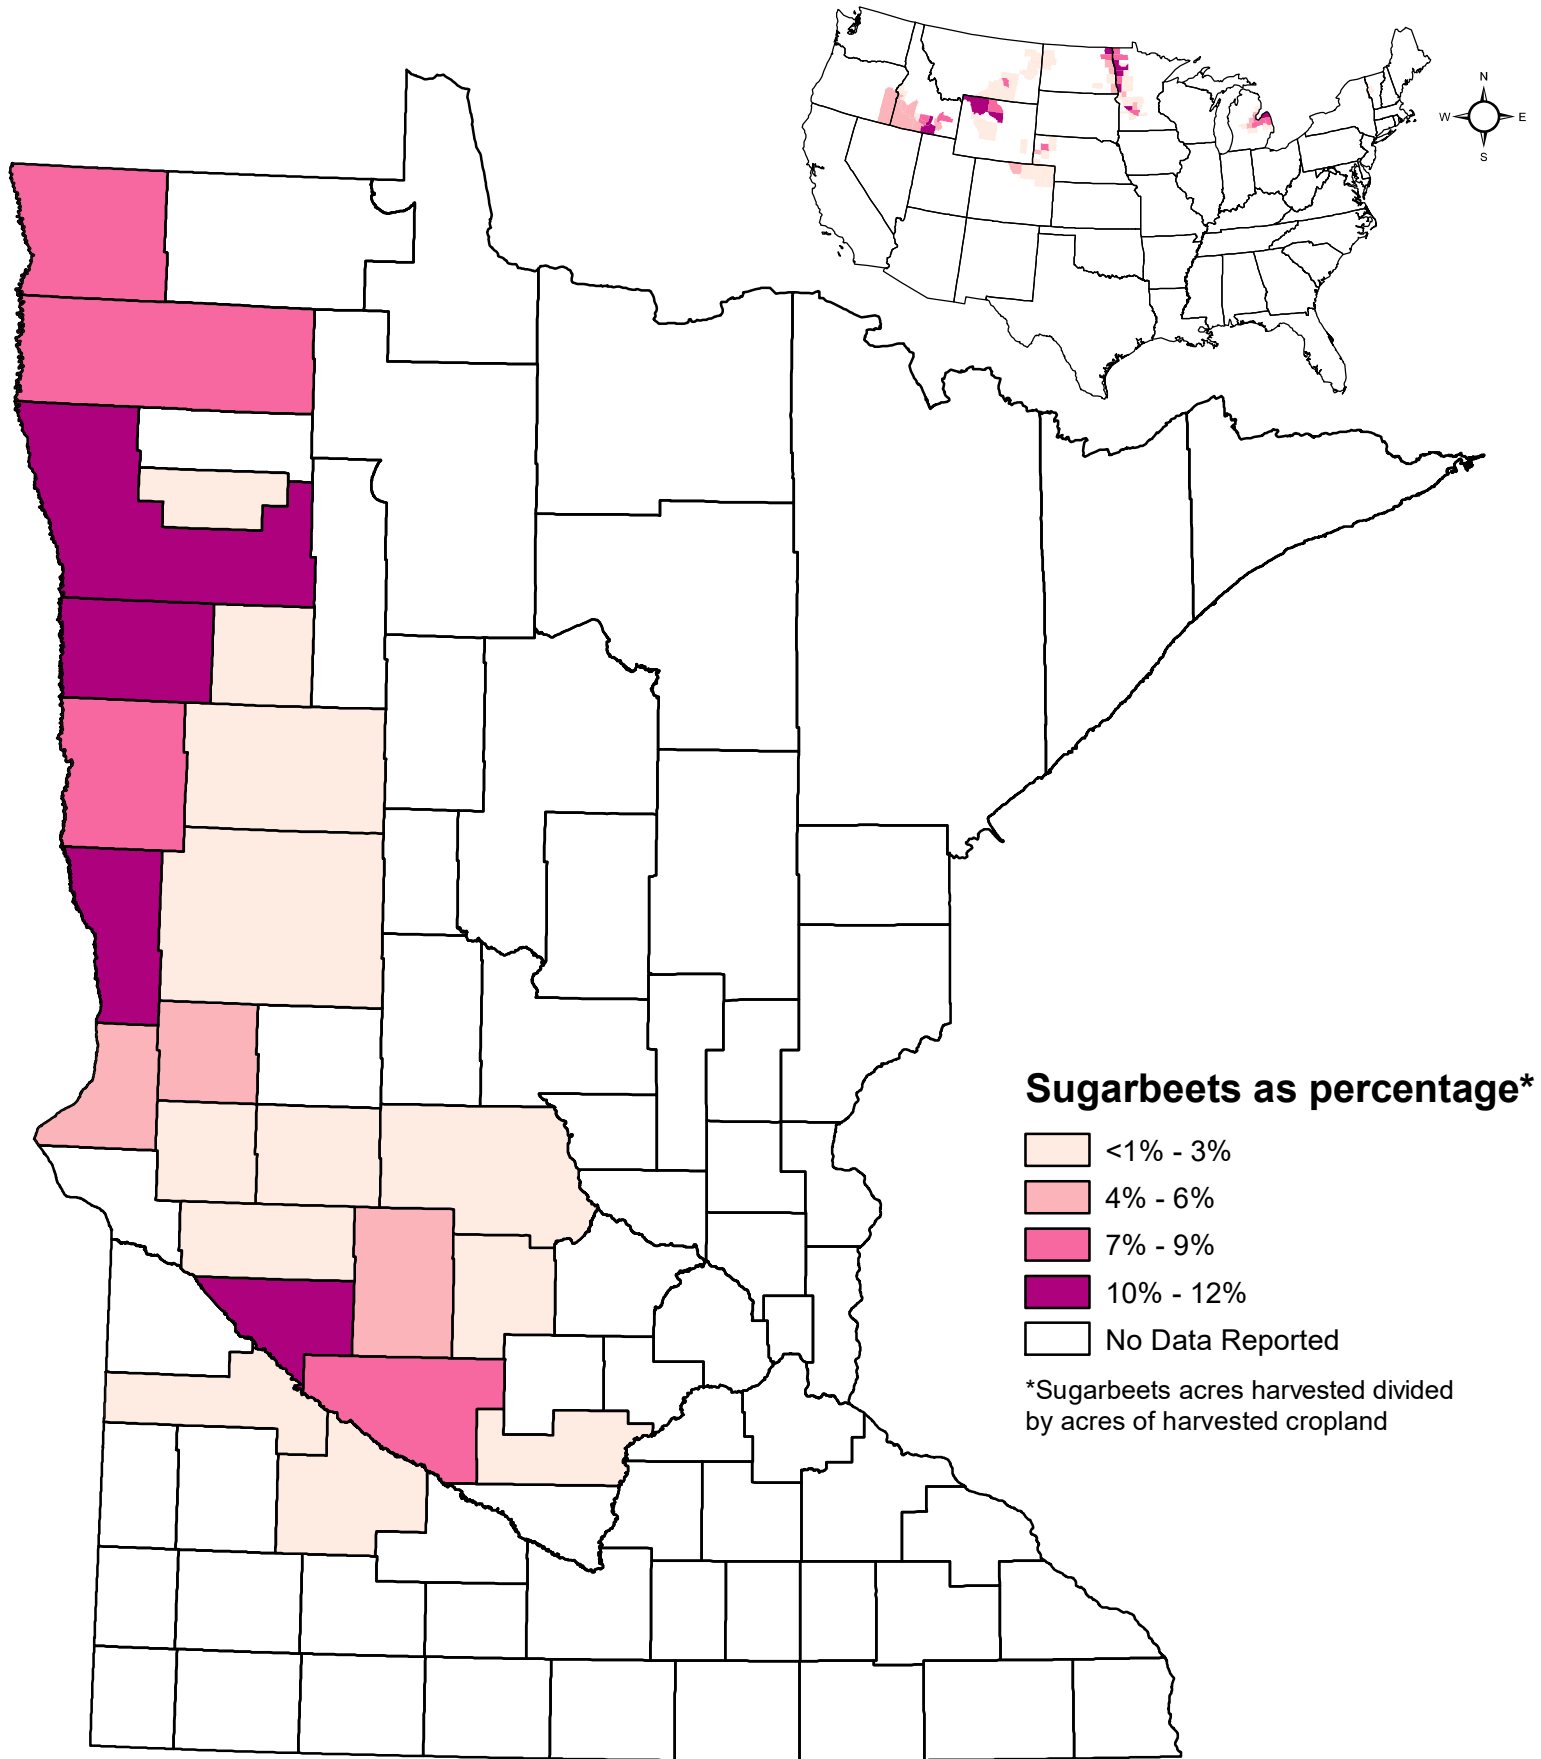 N
W E
S
Sugarbeets as percentage*
<1% - 3%
4% - 6%
7% - 9%
10% - 12%
No Data Reported
*Sugarbeets acres harvested divided
by acres of harvested cropland